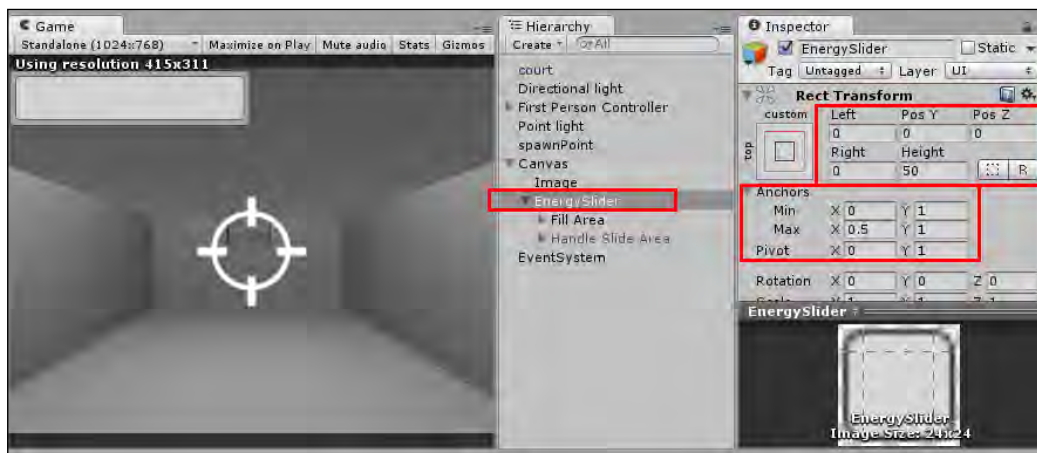 Game
Standalone (1024x768) Maximize on Play Mute audio Stats Gizmos
Using resolution 415x311
Hierarchy
Create All
court
Directional light
First Person Controller
Point light
spawnPoint
Canvas
Image
EnergySlider
Fill Area
Handle Slide Area
EventSystem
Inspector
EnergySlider Static
Tag Untagged Layer UI
Rect Transform
custom Left Pos Y Pos Z
top 0 0 0
Right Height
0 50 R
Anchors
Min X 0 Y 1
Max X 0.5 Y 1
Pivot X 0 Y 1
Rotation X 0 Y 0 Z 0
EnergySlider
EnergySlider
Image Size: 24x24